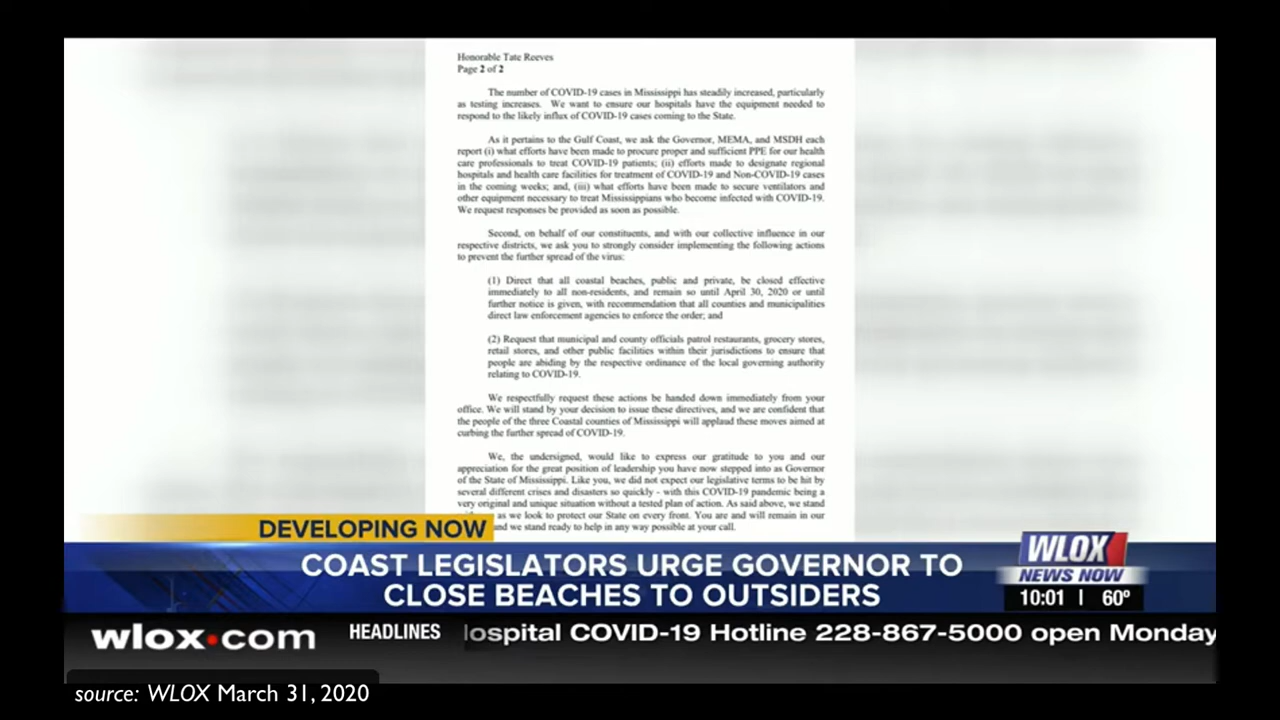 Honorable Tate Reeves
Page 2 of 2
The number of COVID-19 cases in Mississippi has steadily increased, particularly
as testing increases. We want to ensure our hospitals have the equipment needed to
respond to the likely influx of COVID-19 cases coming to the State.
As it pertains to the Gulf Coast, we ask the Governor, MEMA, and MSDH each
report (i) what efforts have been made to procure proper and sufficient PPE for our health
care professionals to treat COVID-19 patients; (ii) efforts made to designate regional
hospitals and health care facilities for treatment of COVID-19 and Non-COVID-19 cases
in the coming weeks; and, (iii) what efforts have been made to secure ventilators and
other equipment necessary to treat Mississippians who become infected with COVID-19.
We request responses be provided as soon as possible.
Second, on behalf of our constituents, and with our collective influence in our
respective districts, we ask you to strongly consider implementing the following actions
to prevent the further spread of the virus:
(1) Direct that all coastal beaches, public and private, be closed effective
immediately to all non-residents, and remain so until April 30, 2020 or until
further notice is given, with recommendation that all counties and municipalities
direct law enforcement agencies to enforce the order; and
(2) Request that municipal and county officials patrol restaurants, grocery stores,
retail stores, and other public facilities within their jurisdictions to ensure that
people are abiding by the respective ordinance of the local governing authority
relating to COVID-19.
We respectfully request these actions be handed down immediately from your
office. We will stand by your decision to issue these directives, and we are confident that
the people of the three Coastal counties of Mississippi will applaud these moves aimed at
curbing the further spread of COVID-19.
We, the undersigned, would like to express our gratitude to you and our
appreciation for the great position of leadership you have now stepped into as Governor
of the State of Mississippi. Like you, we did not expect our legislative terms to be hit by
several different crises and disasters so quickly - with this COVID-19 pandemic being a
very original and unique situation without a tested plan of action. As said above, we stand
as we look to protect our State on every front. You are and will remain in our
and we stand ready to help in any way possible at your call.
DEVELOPING NOW
COAST LEGISLATORS URGE GOVERNOR TO
CLOSE BEACHES TO OUTSIDERS
WLOX
NEWS NOW
10:01 | 60°
wlox.com HEADLINES ospital COVID-19 Hotline 228-867-5000 open Monday
source: WLOX March 31, 2020